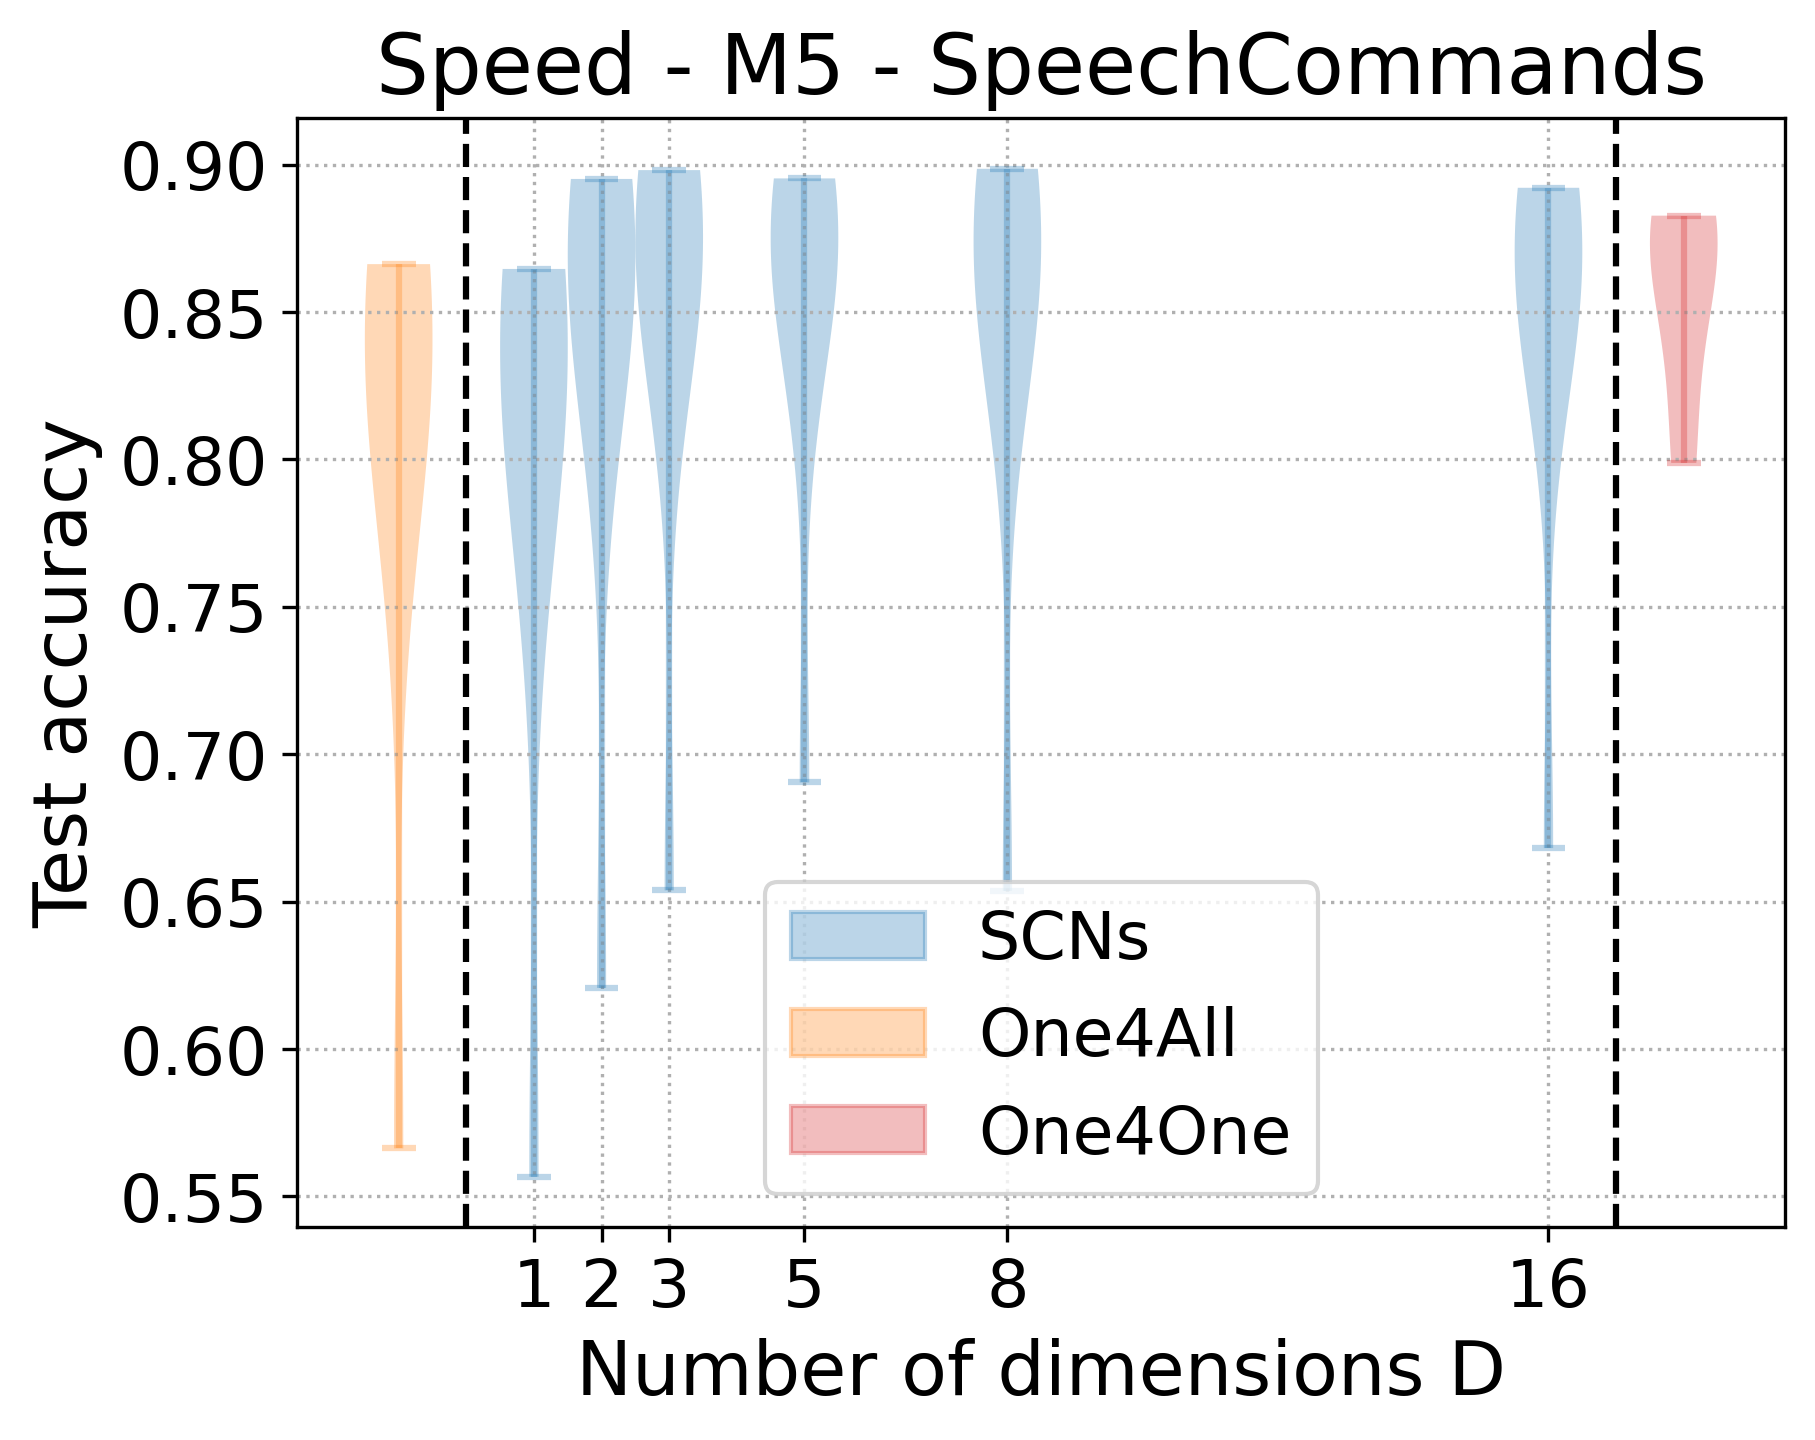 Speed - M5 - SpeechCommands
Test accuracy
0.90
0.85
0.80
0.75
0.70
0.65
0.60
0.55
SCNs
One4All
One4One
1 2 3 5 8 16
Number of dimensions D